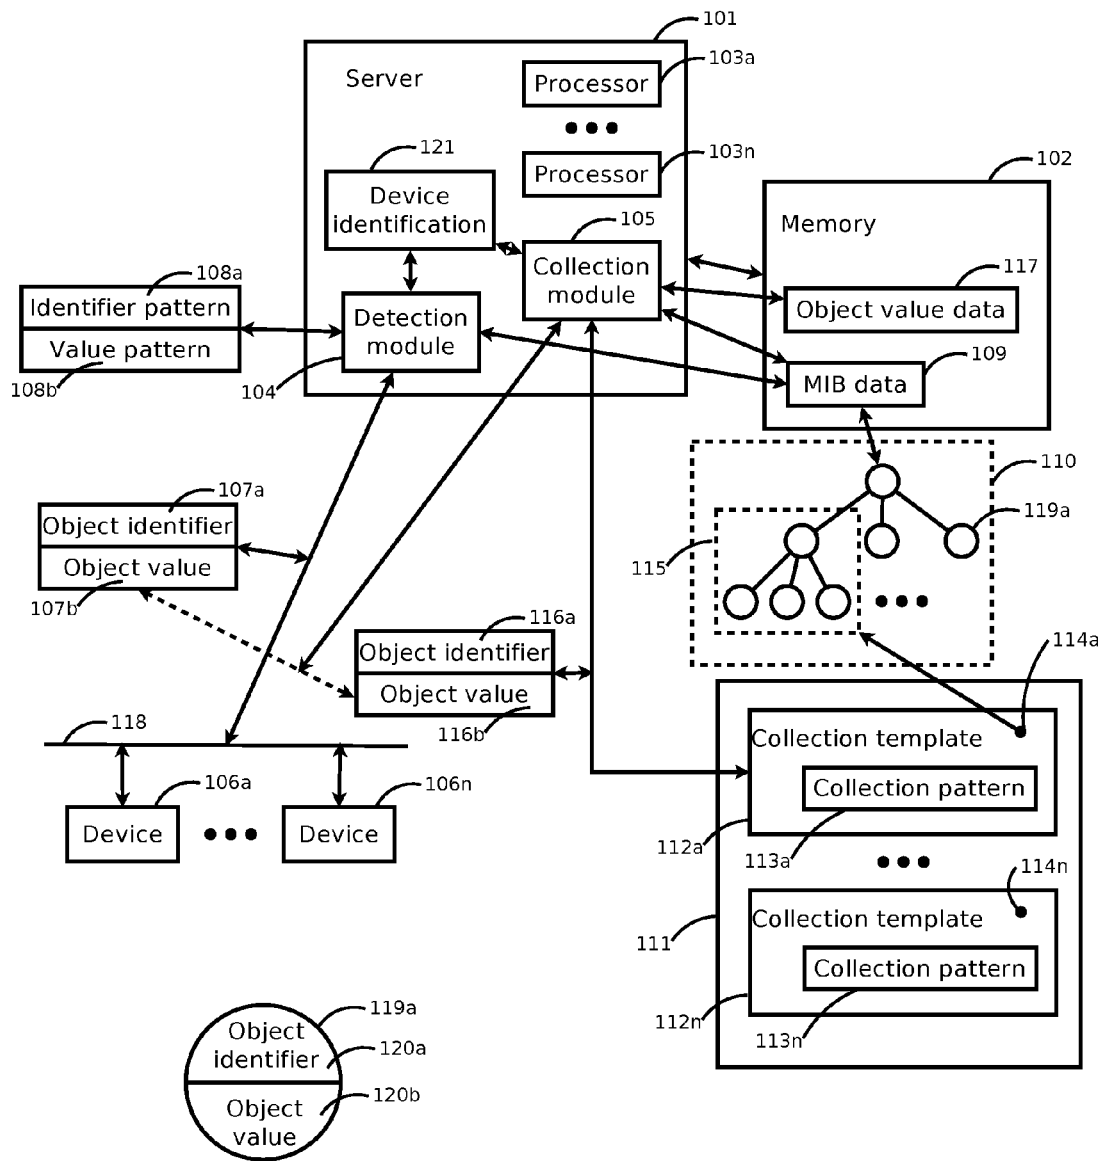 101
Server
103a
Processor
103n
Processor
121
Device
identification
105
Collection
module
102
Memory
117
Object value data
109
MIB data
108a
Identifier pattern
Value pattern
108b
Detection
module
104
110
119a
115
107a
Object identifier
Object value
107b
116a
Object identifier
Object value
116b
114a
118
106a
Device
106n
Device
Collection template
Collection pattern
112a
113a
114n
Collection template
Collection pattern
111
112n
113n
119a
Object
identifier
120a
120b
Object
value